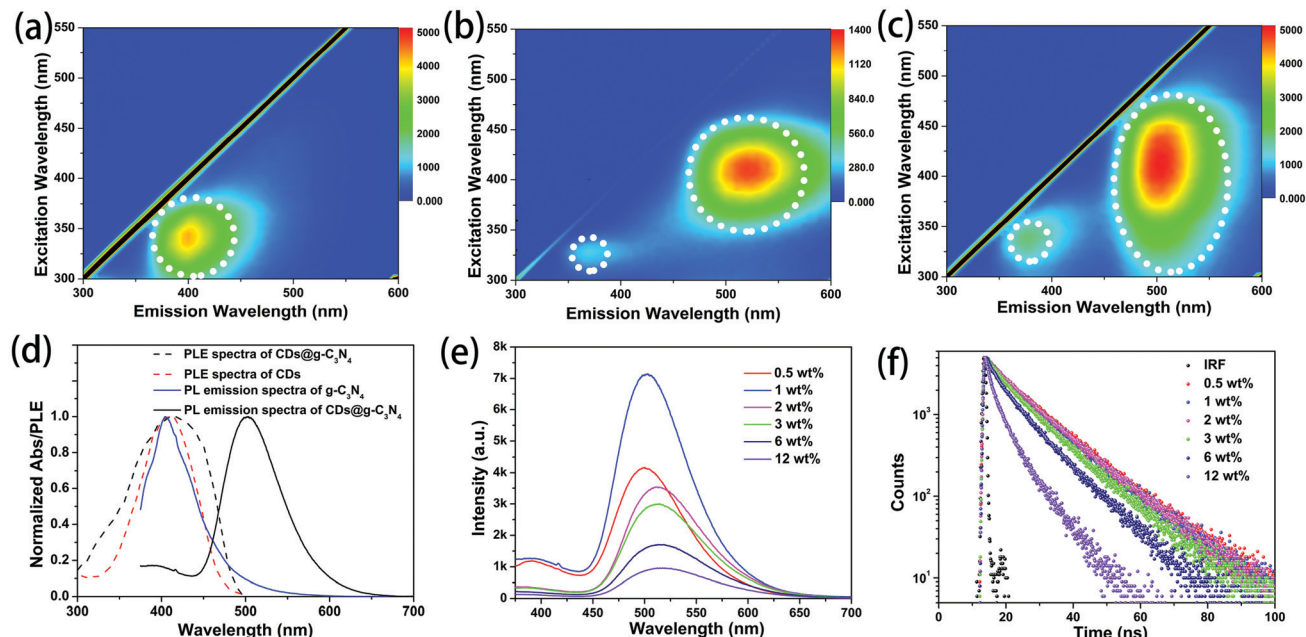 (a)
550
500
450
400
350
300
Excitation Wavelength (nm)
300
400
500
600
Emission Wavelength (nm)
5000
4000
3000
2000
1000
0.000
(b)
550
500
450
400
350
300
Excitation Wavelength (nm)
300
400
500
600
Emission Wavelength (nm)
1400
1120
840.0
560.0
280.0
0.000
(c)
550
500
450
400
350
300
Excitation Wavelength (nm)
300
400
500
600
Emission Wavelength (nm)
5000
4000
3000
2000
1000
0.000
(d)
PLE spectra of CDs@g-C₃N₄
PLE spectra of CDs
PL emission spectra of g-C₃N₄
PL emission spectra of CDs@g-C₃N₄
1.0
0.8
0.6
0.4
0.2
0.0
Normalized Abs/PLE
300
400
500
600
700
Wavelength (nm)
(e)
8k
7k
6k
5k
4k
3k
2k
1k
0
Intensity (a.u.)
0.5 wt%
1 wt%
2 wt%
3 wt%
6 wt%
12 wt%
400
450
500
550
600
650
700
Wavelength (nm)
(f)
10³
10²
10¹
Counts
IRF
0.5 wt%
1 wt%
2 wt%
3 wt%
6 wt%
12 wt%
0
20
40
60
80
100
Time (ns)